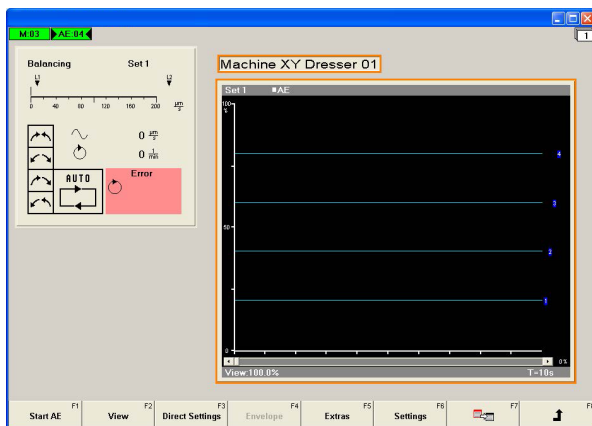 M:03 AE:04
1
Balancing Set 1
L1 L2
0 40 80 120 160 200 µm/s
0 µm/s
0 1/min
AUTO
Error
Machine XY Dresser 01
Set 1 AE
100-
%
4
3
50-
2
1
0
0%
View:100.0% T=10s
F1 F2 F3 F4 F5 F6 F7 F8
Start AE View Direct Settings Envelope Extras Settings